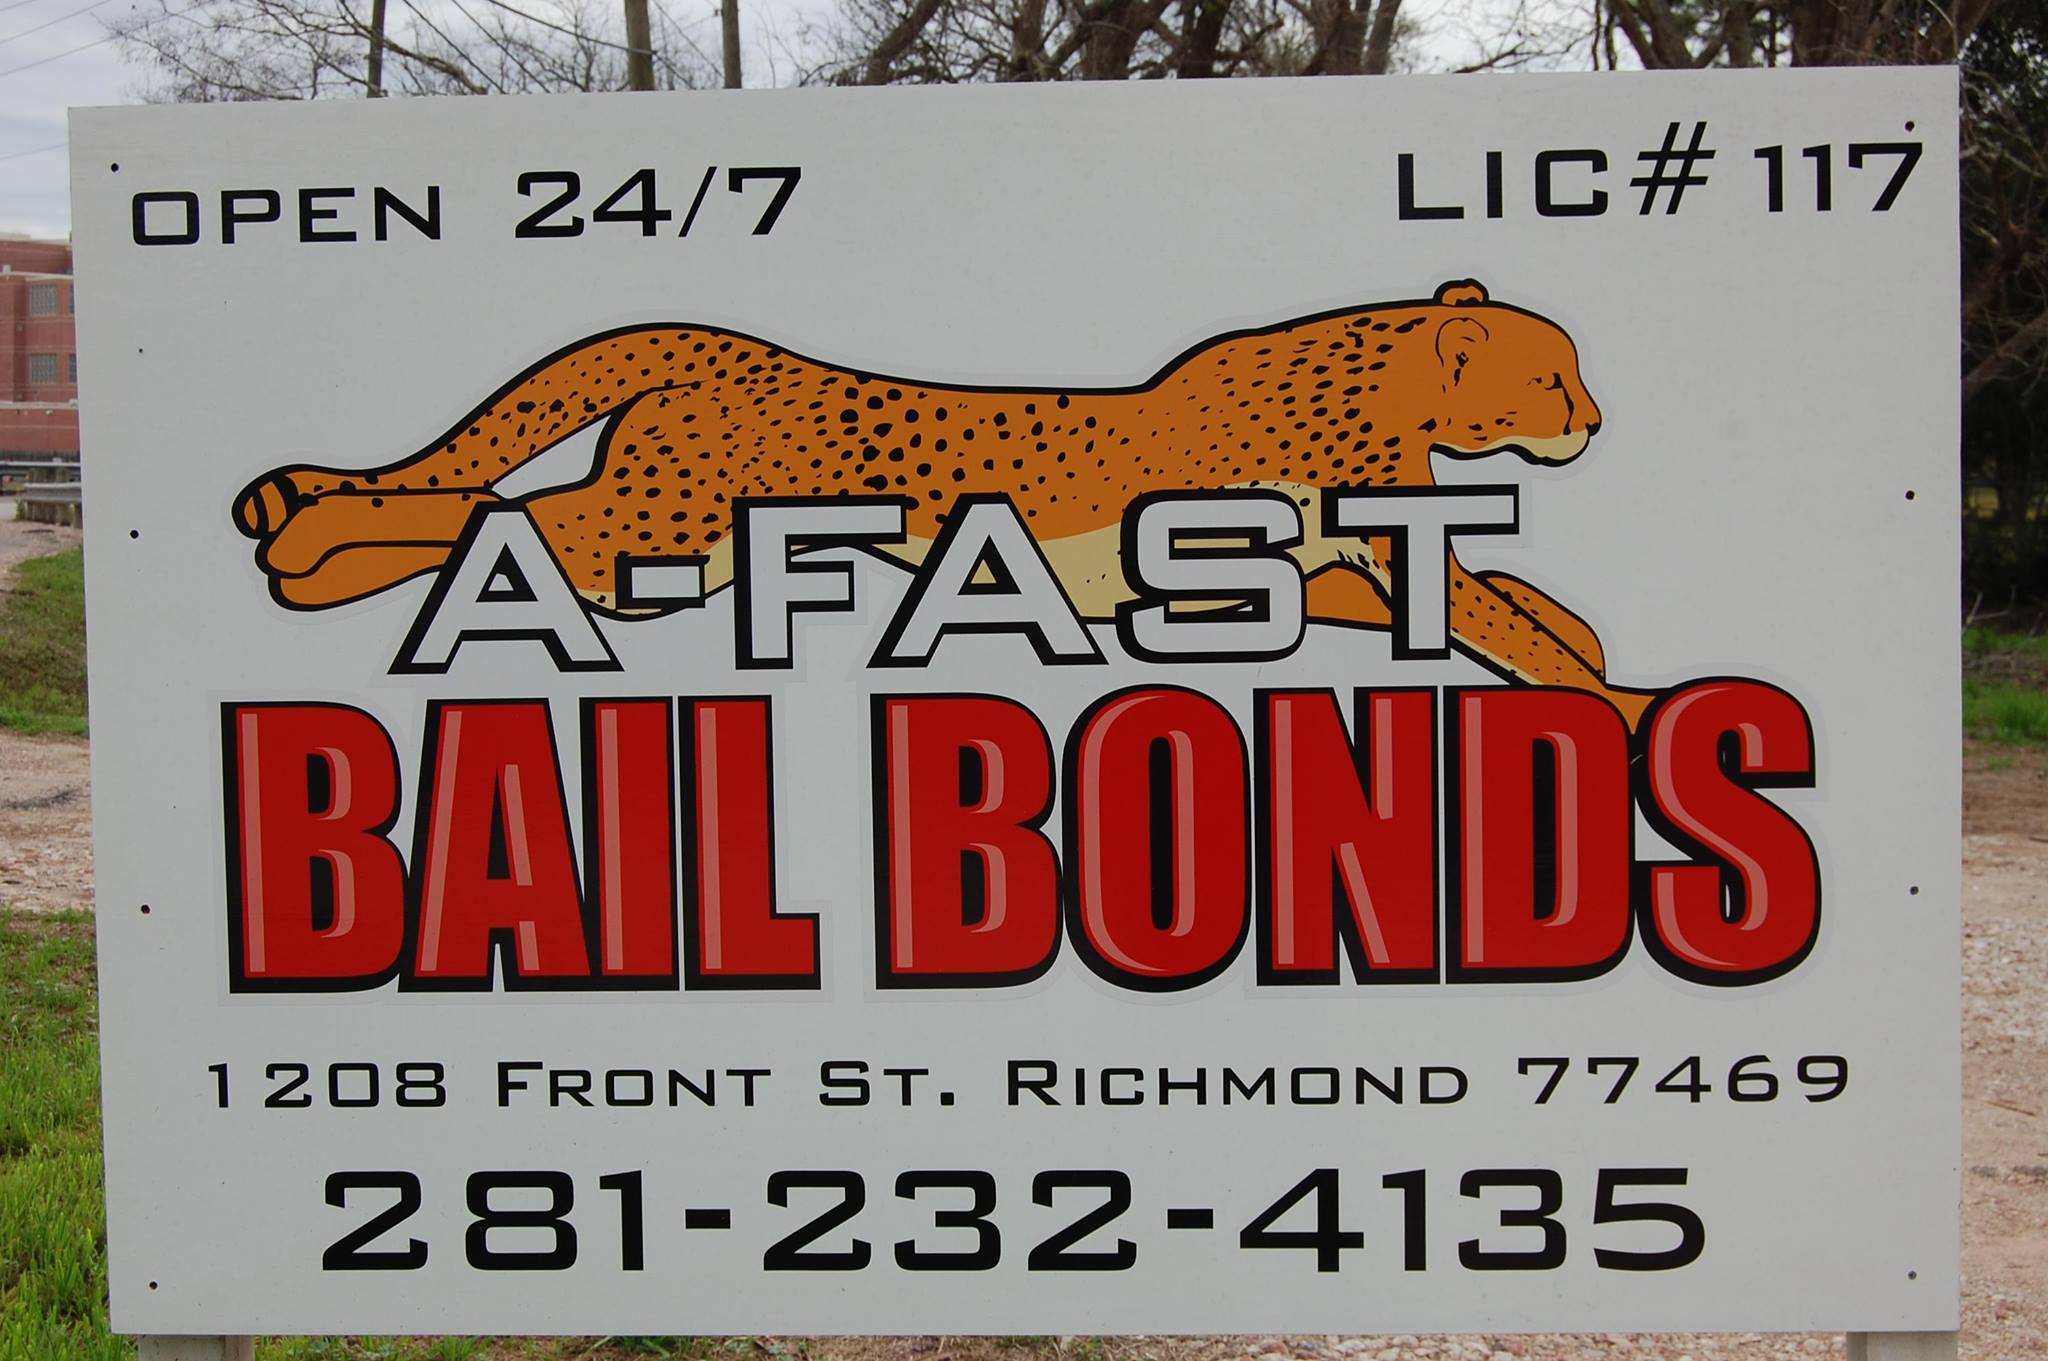 OPEN 24/7 LIC# 117
A-FAST
BAIL BONDS
1208 FRONT ST. RICHMOND 77469
281-232-4135